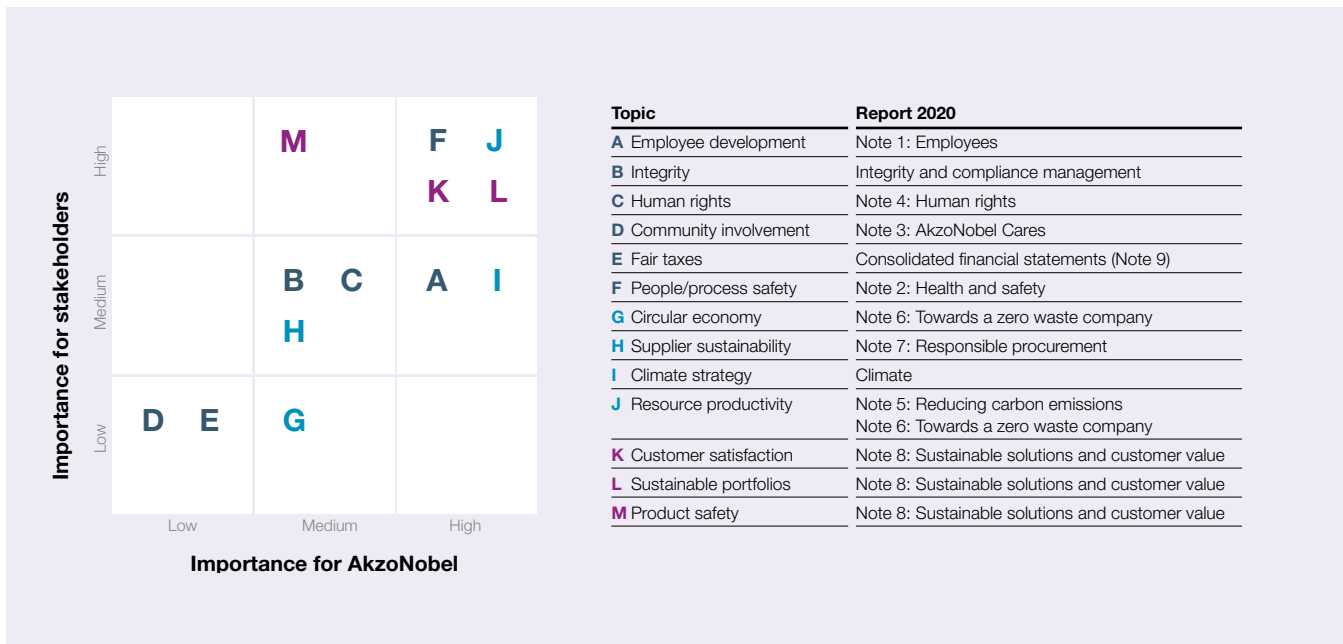 Importance for stakeholders
High
Medium
Low
M
F J
K L
B C
A I
H
D E
G
Low Medium High
Importance for AkzoNobel
Topic Report 2020
A Employee development Note 1: Employees
B Integrity Integrity and compliance management
C Human rights Note 4: Human rights
D Community involvement Note 3: AkzoNobel Cares
E Fair taxes Consolidated financial statements (Note 9)
F People/process safety Note 2: Health and safety
G Circular economy Note 6: Towards a zero waste company
H Supplier sustainability Note 7: Responsible procurement
I Climate strategy Climate
J Resource productivity Note 5: Reducing carbon emissions
Note 6: Towards a zero waste company
K Customer satisfaction Note 8: Sustainable solutions and customer value
L Sustainable portfolios Note 8: Sustainable solutions and customer value
M Product safety Note 8: Sustainable solutions and customer value